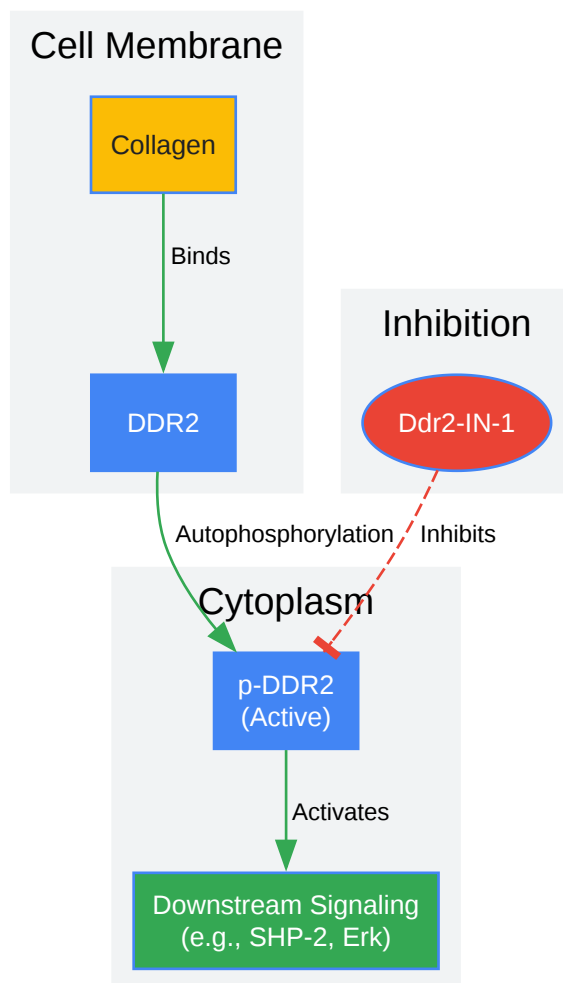 Cell Membrane
Collagen
Binds
Inhibition
DDR2
Ddr2-IN-1
Autophosphorylation
Inhibits
Cytoplasm
p-DDR2
(Active)
Activates
Downstream Signaling
(e.g., SHP-2, Erk)